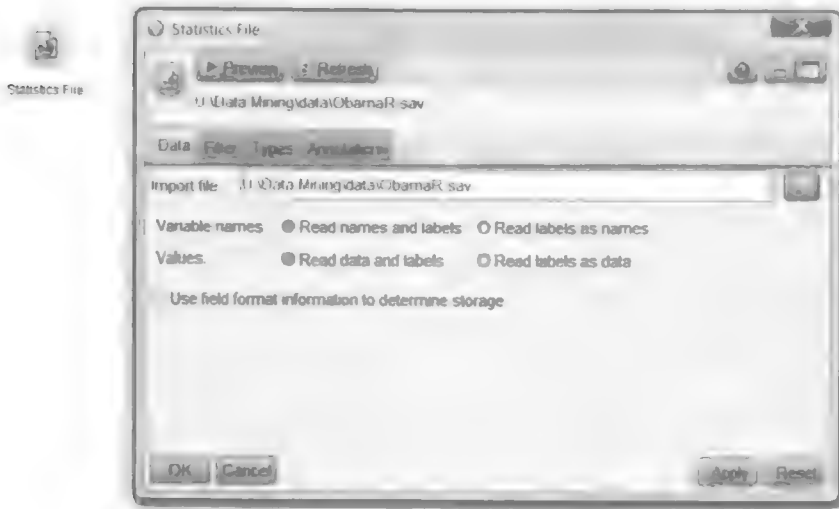 Statistics File
Statistics File
Preview Refresh
U:\Data Mining\data\ObamaR.sav
Data Filter Types Annotations
Import file U:\Data Mining\data\ObamaR.sav
Variable names Read names and labels Read labels as names
Values. Read data and labels Read labels as data
Use field format information to determine storage
OK Cancel Apply Reset